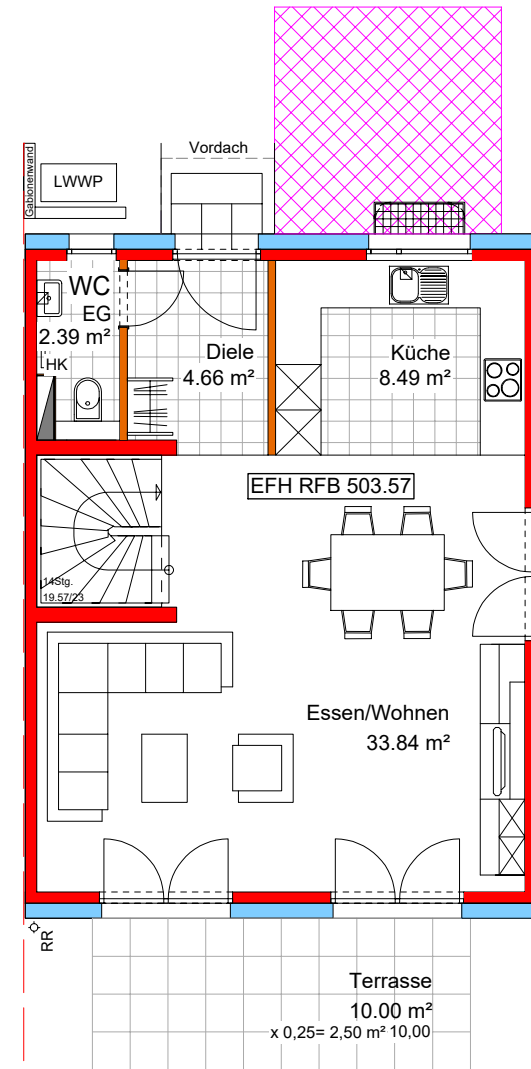 Vordach
Gabionenwand
LWWP
WC
EG
2.39 m²
HK
Diele
4.66 m²
Küche
8.49 m²
EFH RFB 503.57
14Stg.
19.57/23
Essen/Wohnen
33.84 m²
RR
Terrasse
10.00 m²
x 0,25= 2,50 m² 10,00